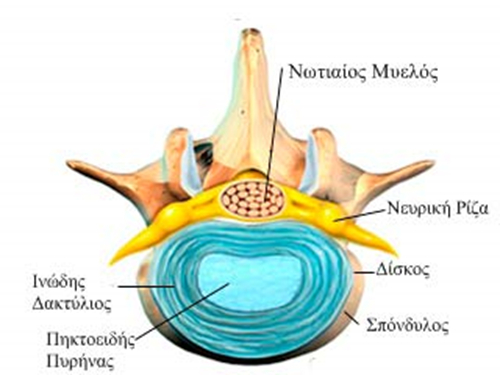 Νωτιαίος Μυελός
Νευρική Ρίζα
Δίσκος
Σπόνδυλος
Ινώδης
Δακτύλιος
Πηκτοειδής
Πυρήνας